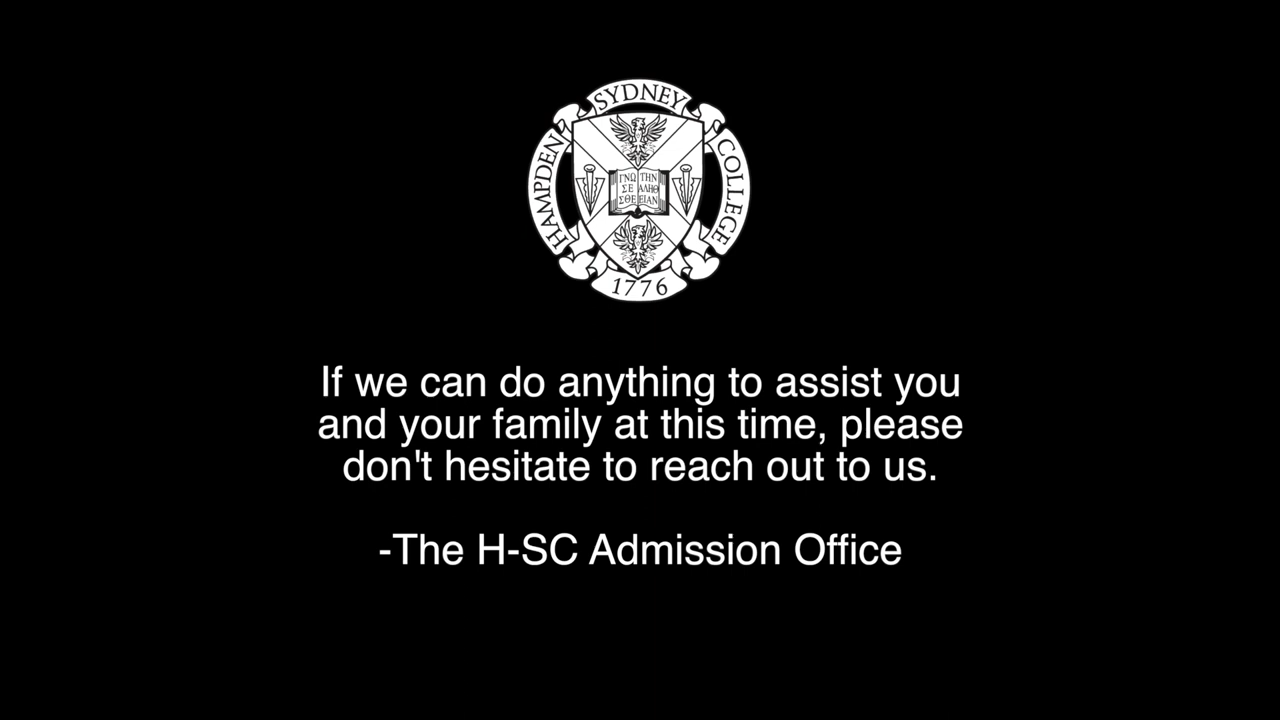 HAMPDEN SYDNEY COLLEGE
ΓΝΩ ΤΗΝ
ΣΕ ΑΛΗΘ
ΣΘΕ ΕΙΑΝ
1776
If we can do anything to assist you
and your family at this time, please
don't hesitate to reach out to us.
-The H-SC Admission Office